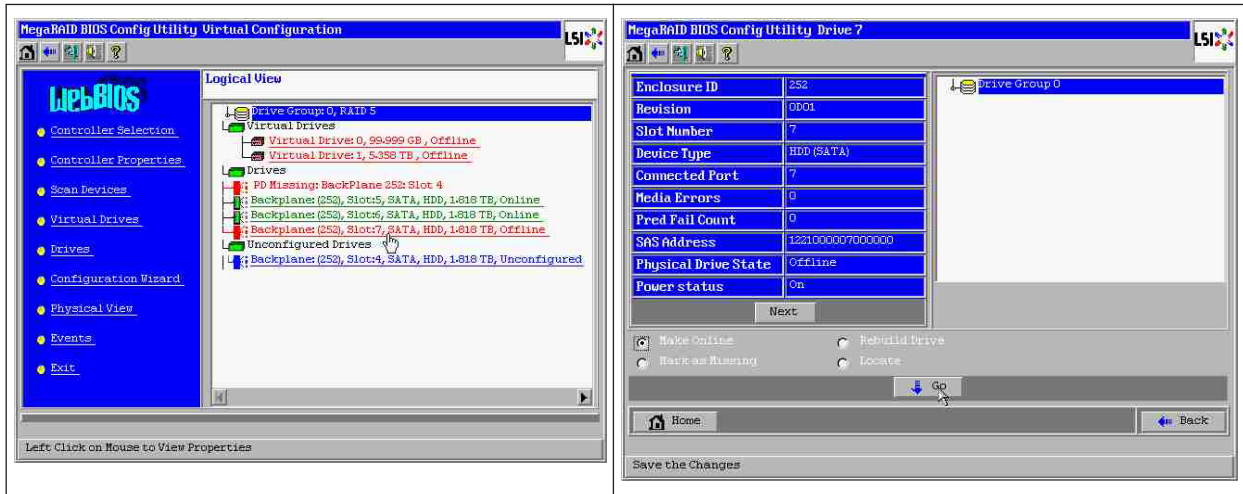 MegaRAID BIOS Config Utility Virtual Configuration
LSI
WebBIOS
Controller Selection
Controller Properties
Scan Devices
Virtual Drives
Drives
Configuration Wizard
Physical View
Events
Exit
Logical View
Drive Group: 0, RAID 5
Virtual Drives
Virtual Drive: 0, 99.999 GB , Offline
Virtual Drive: 1, 5.358 TB , Offline
Drives
PD Missing: BackPlane 252: Slot 4
Backplane: (252), Slot:5, SATA, HDD, 1.818 TB, Online
Backplane: (252), Slot:6, SATA, HDD, 1.818 TB, Online
Backplane: (252), Slot:7, SATA, HDD, 1.818 TB, Offline
Unconfigured Drives
Backplane: (252), Slot:4, SATA, HDD, 1.818 TB, Unconfigured
Left Click on Mouse to View Properties
MegaRAID BIOS Config Utility Drive 7
LSI
Enclosure ID 252
Revision 0D01
Slot Number 7
Device Type HDD (SATA)
Connected Port 7
Media Errors 0
Pred Fail Count 0
SAS Address 1221000007000000
Physical Drive State Offline
Power status On
Next
Drive Group 0
Make Online Rebuild Drive
Mark as Missing Locate
Go
Home Back
Save the Changes